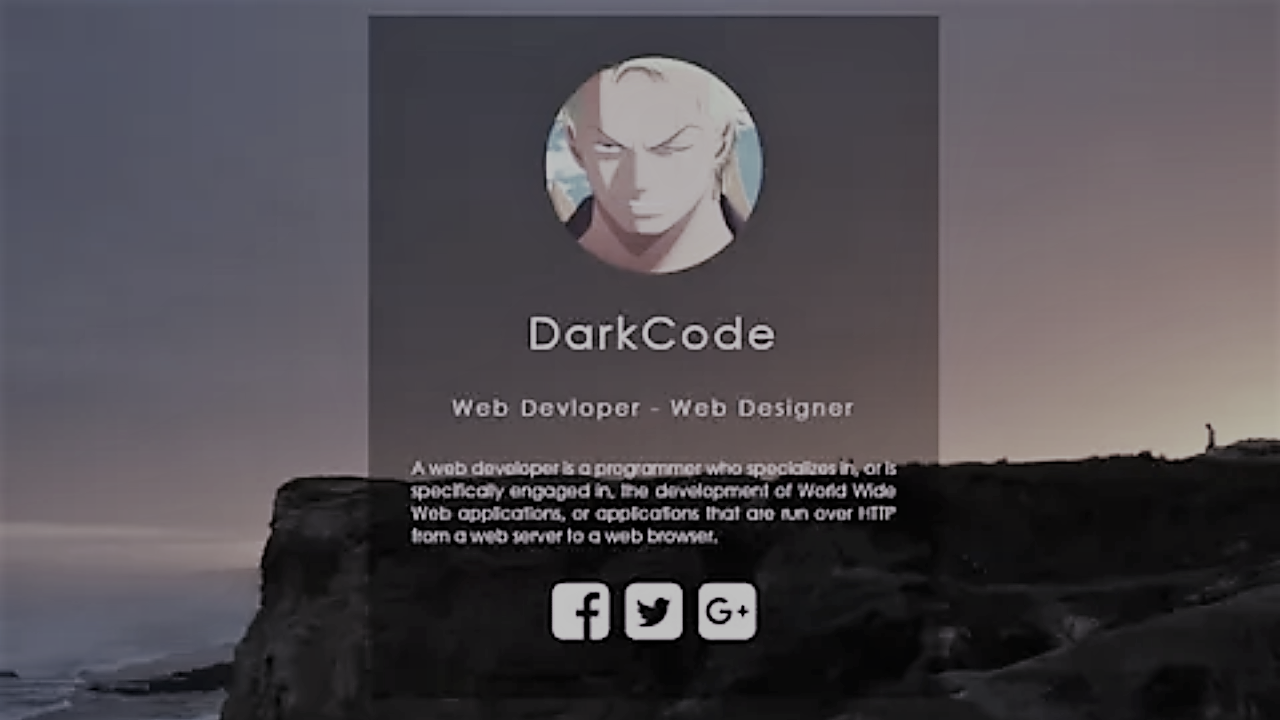 DarkCode
Web Devloper - Web Designer
A web developer is a programmer who specializes in, or is
specifically engaged in, the development of World Wide
Web applications, or applications that are run over HTTP
from a web server to a web browser.
G+